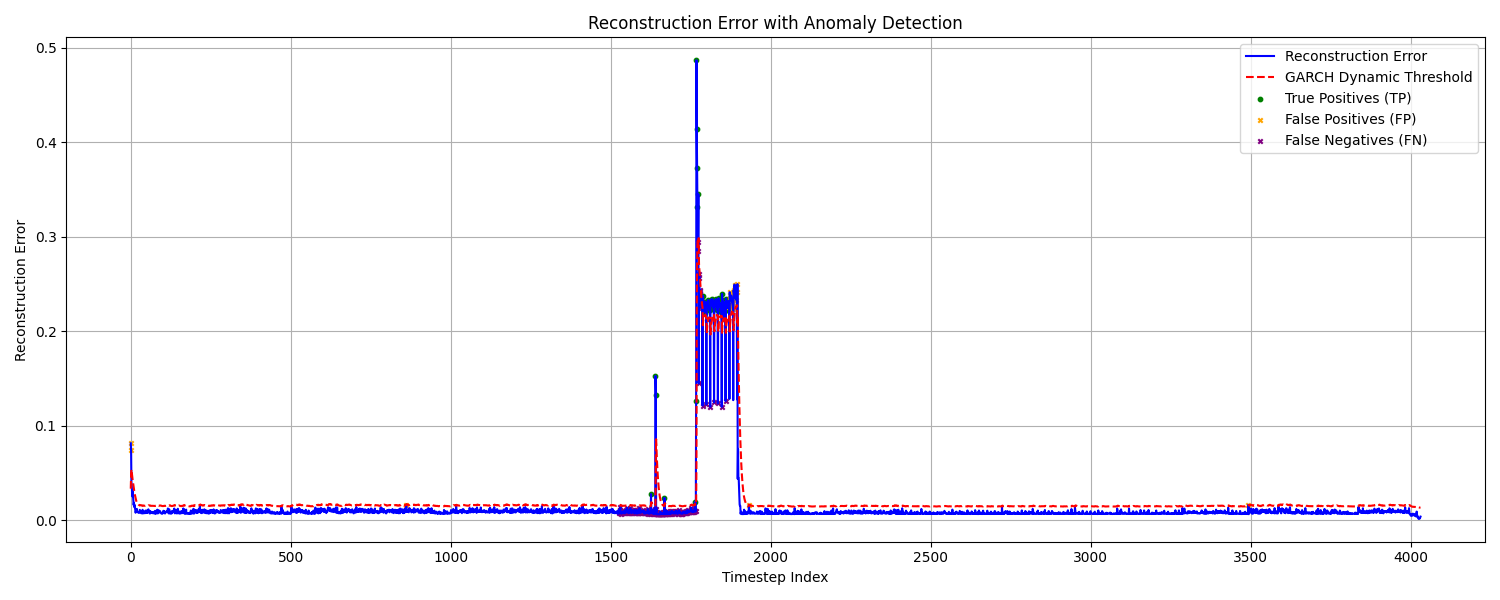 Reconstruction Error with Anomaly Detection
0.5
0.4
0.3
0.2
0.1
0.0
Reconstruction Error
Reconstruction Error
GARCH Dynamic Threshold
True Positives (TP)
False Positives (FP)
False Negatives (FN)
0 500 1000 1500 2000 2500 3000 3500 4000
Timestep Index